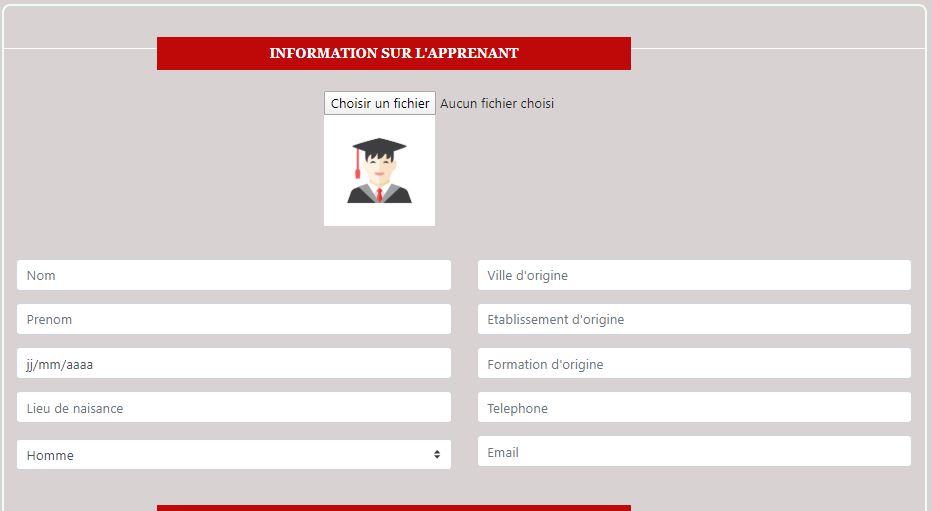 INFORMATION SUR L'APPRENANT
Choisir un fichier Aucun fichier choisi
Nom
Prenom
jj/mm/aaaa
Lieu de naisance
Homme
Ville d'origine
Etablissement d'origine
Formation d'origine
Telephone
Email